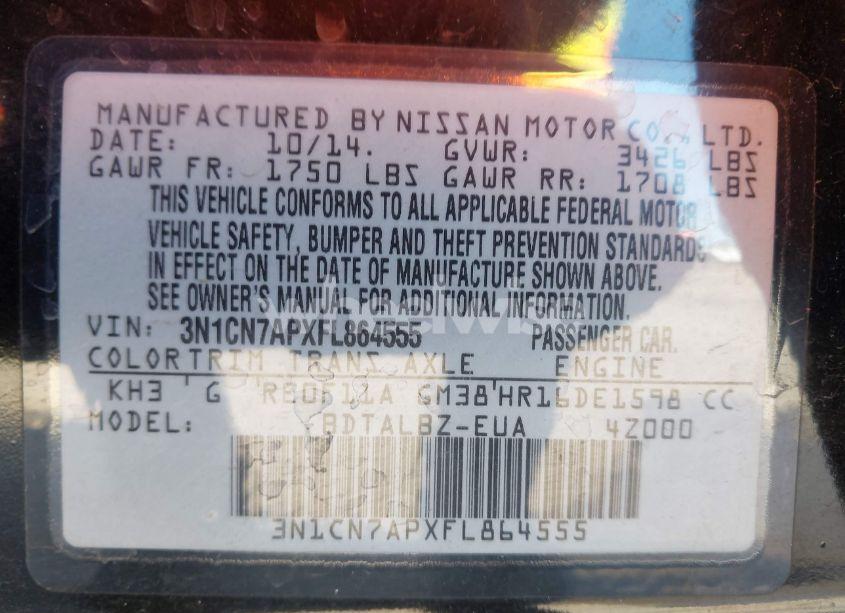 MANUFACTURED BY NISSAN MOTOR CO., LTD.
DATE: 10/14. GVWR: 3426 LBS
GAWR FR: 1750 LBS GAWR RR: 1708 LBS
THIS VEHICLE CONFORMS TO ALL APPLICABLE FEDERAL MOTOR
VEHICLE SAFETY, BUMPER AND THEFT PREVENTION STANDARDS
IN EFFECT ON THE DATE OF MANUFACTURE SHOWN ABOVE.
SEE OWNER'S MANUAL FOR ADDITIONAL INFORMATION.
VIN: 3N1CN7APXFL864555 PASSENGER CAR.
COLOR TRIM TRANS AXLE ENGINE
KH3 G GM38 HR16DE1598 CC
MODEL: BDTALBZ-EUA 4Z000
3N1CN7APXFL864555